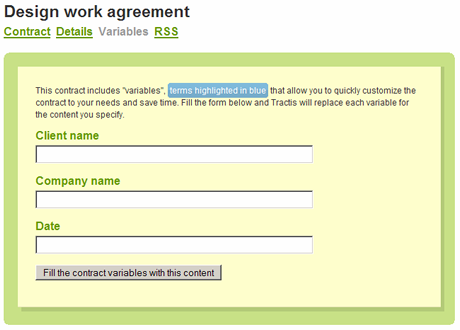 Design work agreement
Contract Details Variables RSS
This contract includes "variables", terms highlighted in blue that allow you to quickly customize the
contract to your needs and save time. Fill the form below and Tractis will replace each variable for
the content you specify.
Client name
Company name
Date
Fill the contract variables with this content